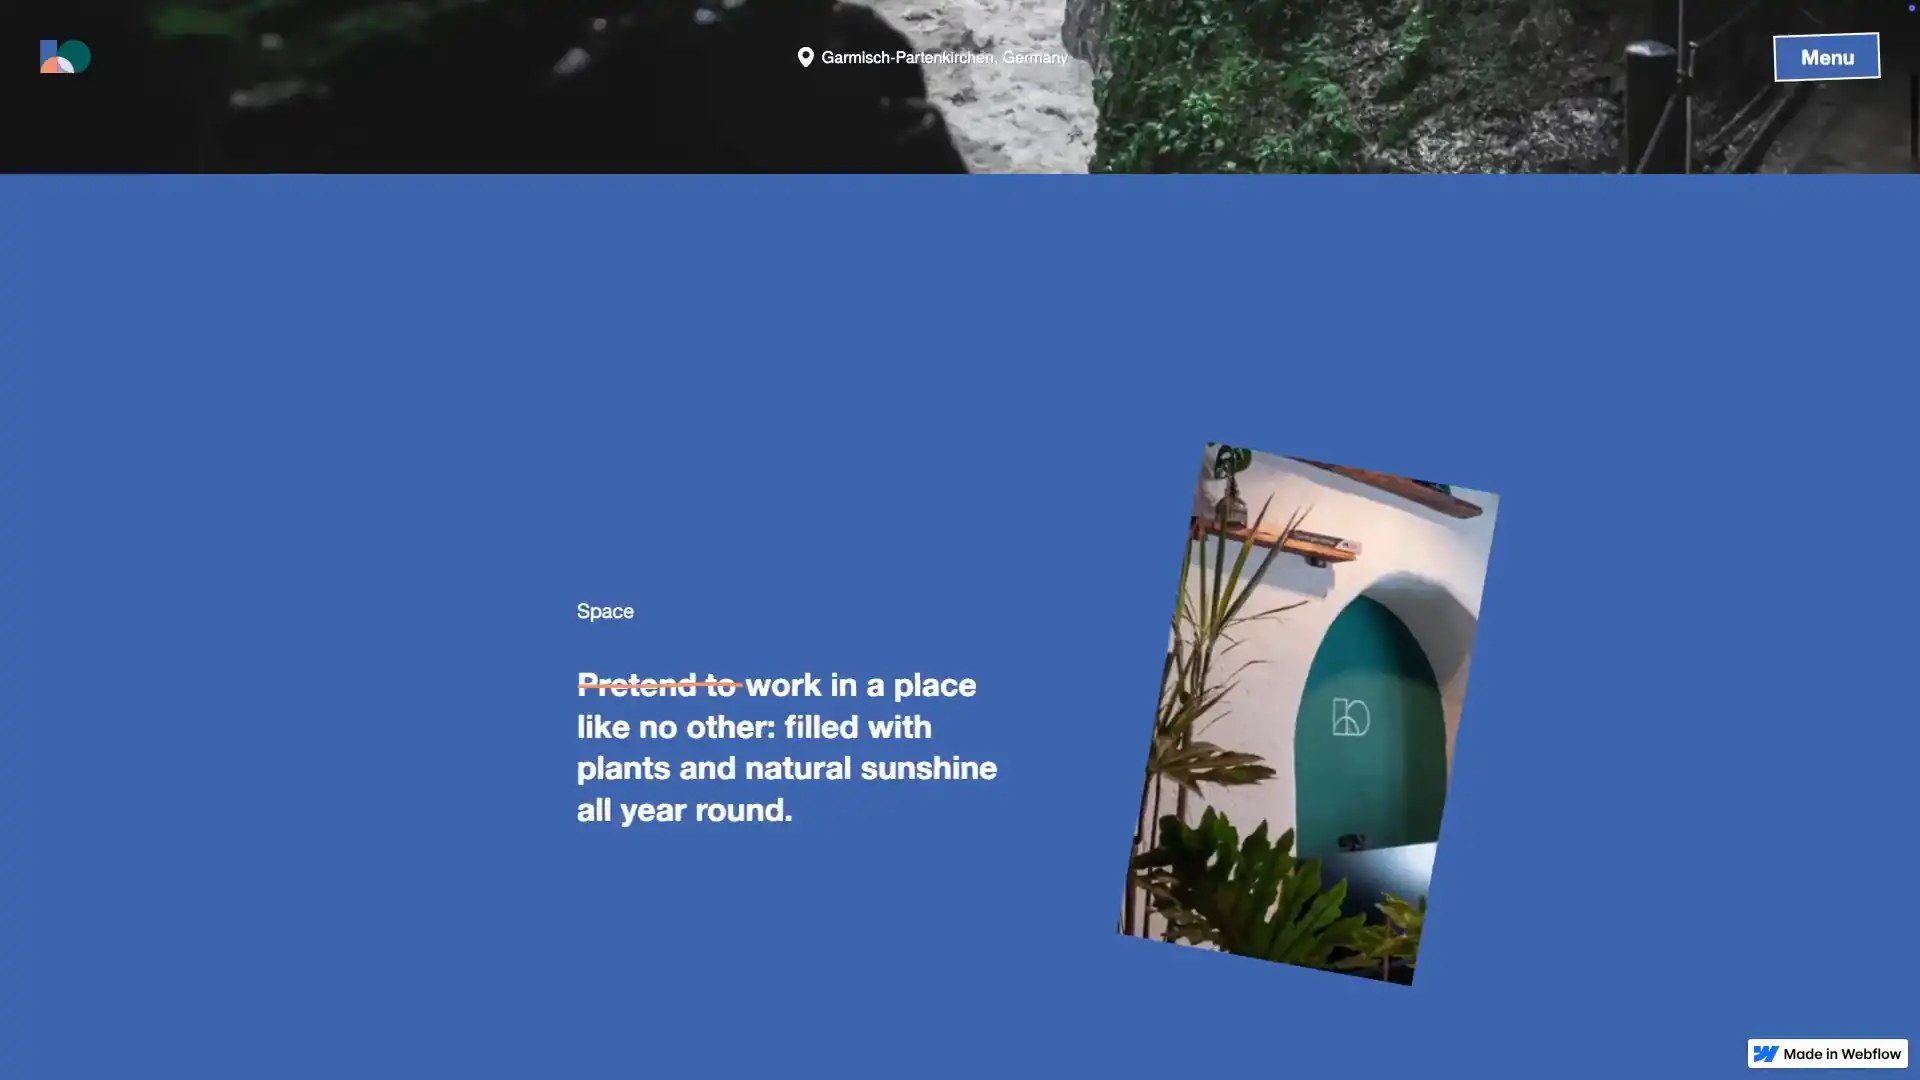 Garmisch-Partenkirchen, Germany
Menu
Space
Pretend to work in a place
like no other: filled with
plants and natural sunshine
all year round.
Made in Webflow